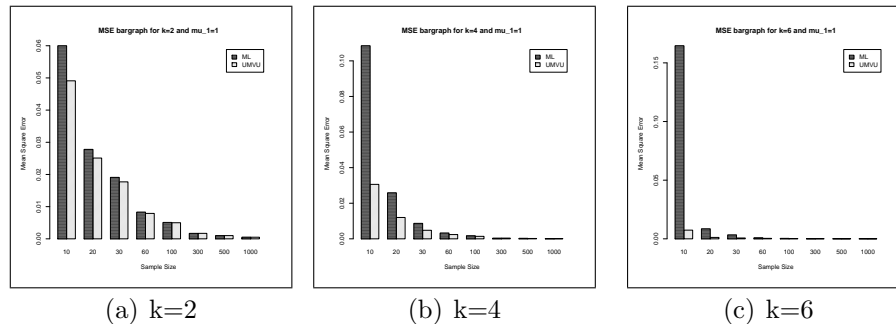 MSE bargraph for k=2 and mu_1=1
ML
UMVU
Mean Square Error
0.00
0.01
0.02
0.03
0.04
0.05
0.06
10 20 30 60 100 300 500 1000
Sample Size
(a) k=2
MSE bargraph for k=4 and mu_1=1
ML
UMVU
Mean Square Error
0.00
0.02
0.04
0.06
0.08
0.10
10 20 30 60 100 300 500 1000
Sample Size
(b) k=4
MSE bargraph for k=6 and mu_1=1
ML
UMVU
Mean Square Error
0.00
0.05
0.10
0.15
10 20 30 60 100 300 500 1000
Sample Size
(c) k=6